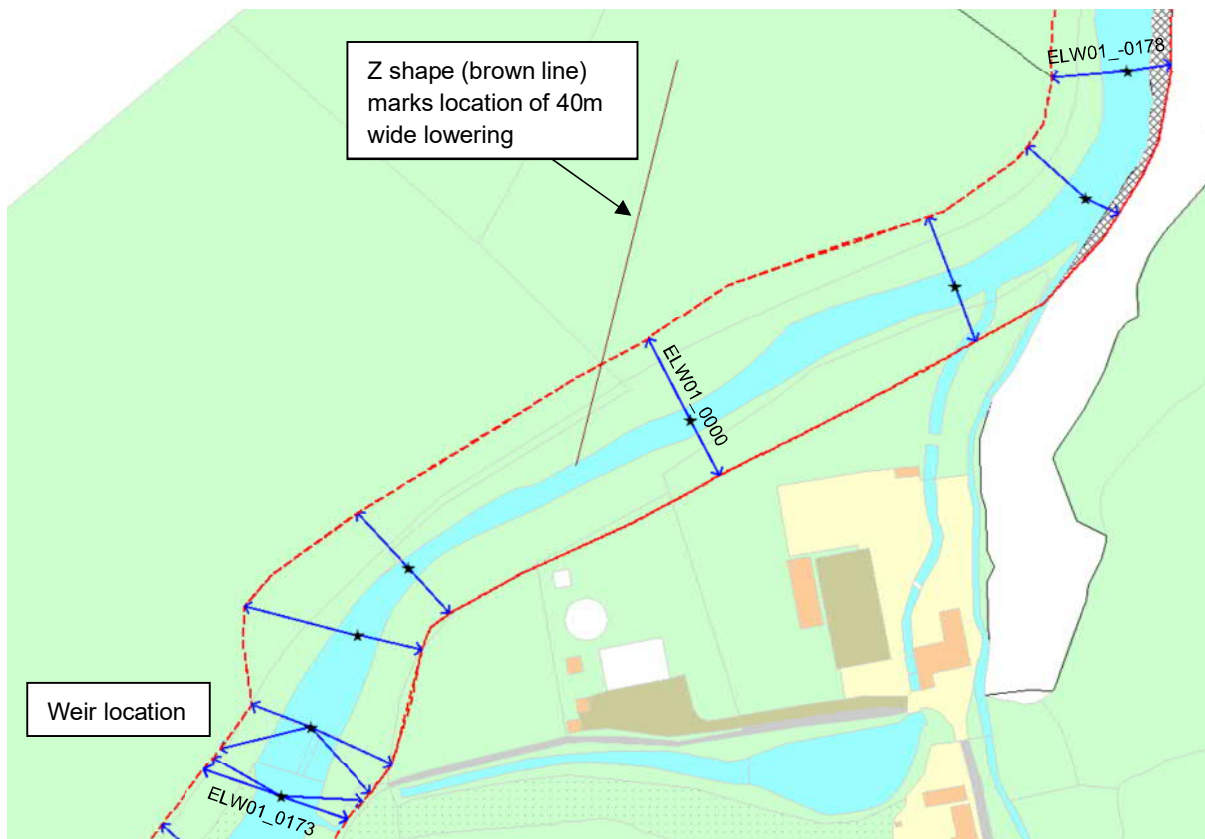 ELW01_-0178
Z shape (brown line)
marks location of 40m
wide lowering
ELW01_0000
Weir location
ELW01_0173